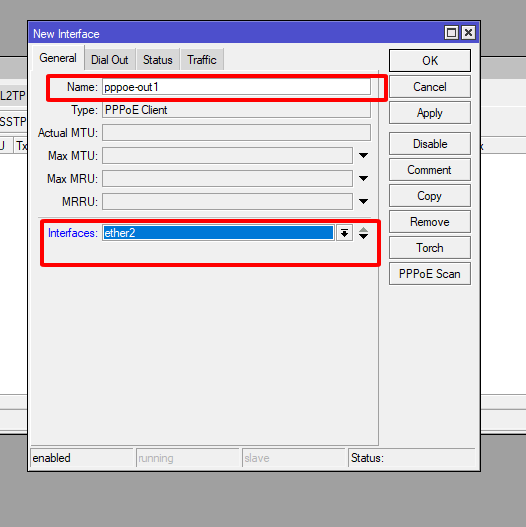 New Interface
General Dial Out Status Traffic
OK
Name: pppoe-out1
Cancel
L2TP
Type: PPPoE Client
Apply
SSTP
Actual MTU:
Tx
Max MTU:
Disable
Max MRU:
Comment
MRRU:
Copy
Remove
Interfaces: ether2
Torch
PPPoE Scan
enabled running slave Status: